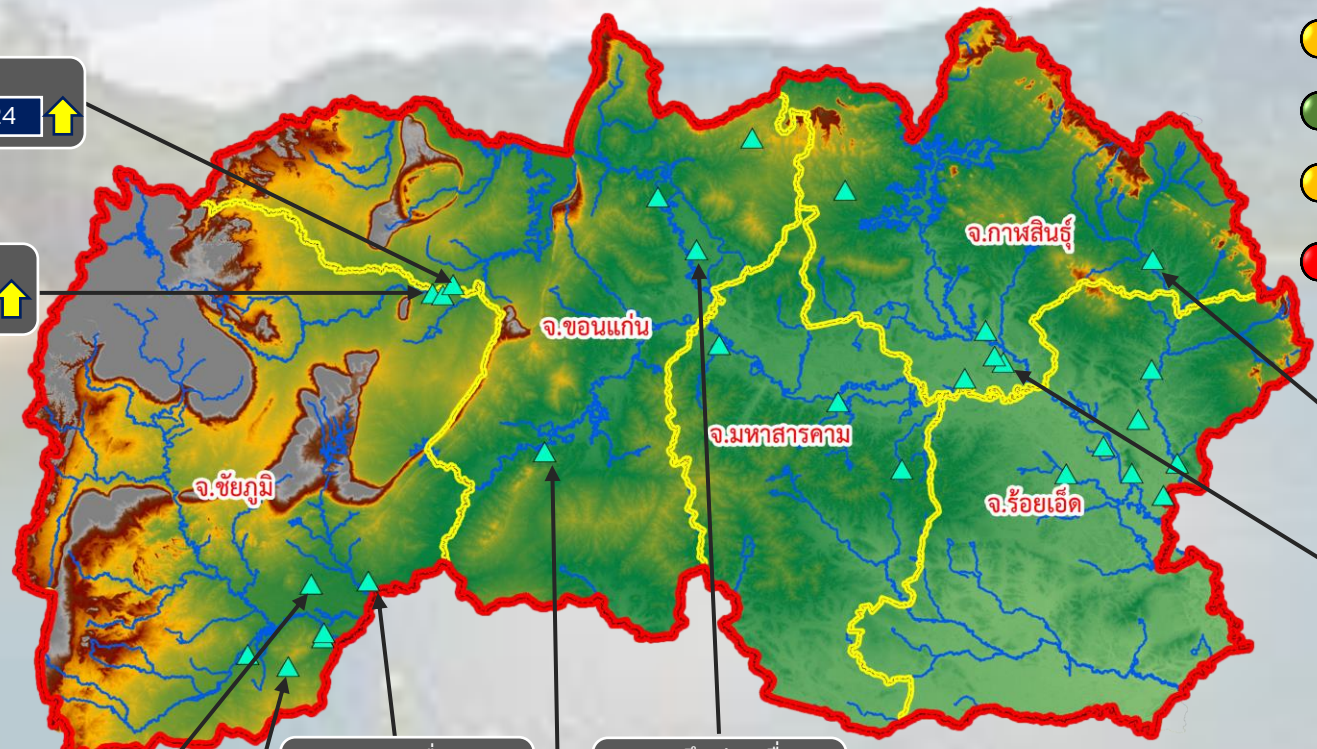 24
จ.กาฬสินธุ์
จ.ขอนแก่น
จ.มหาสารคาม
จ.ชัยภูมิ
จ.ร้อยเอ็ด